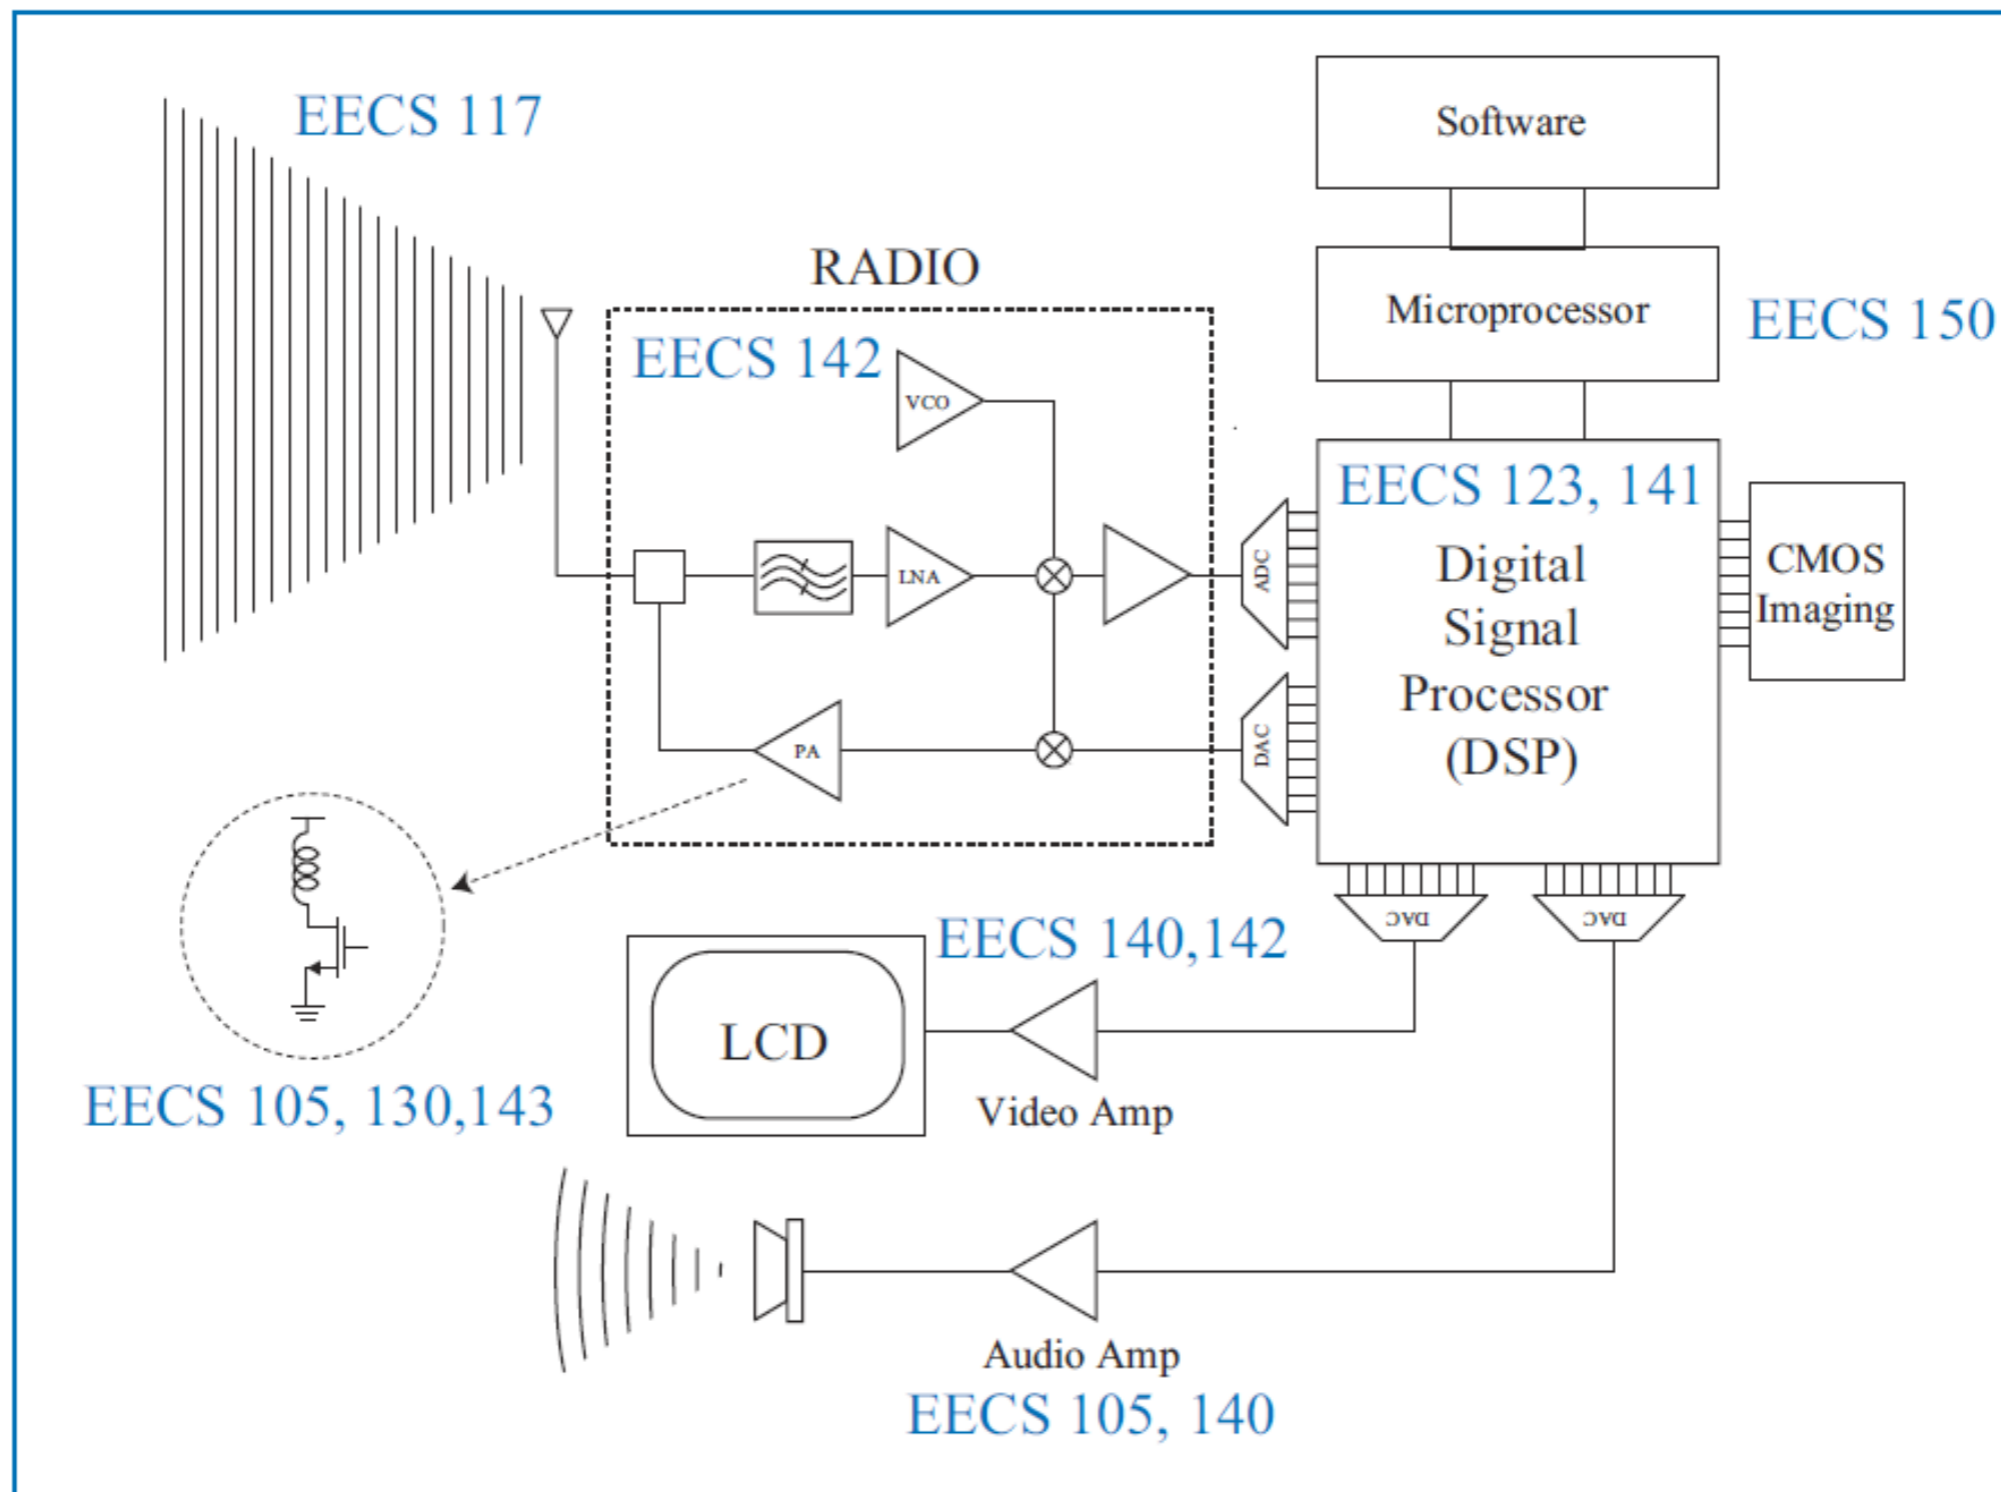 EECS 117
Software
RADIO
Microprocessor
EECS 150
EECS 142
VCO
EECS 123, 141
Digital
Signal
Processor
(DSP)
CMOS
Imaging
LNA
ADC
PA
DAC
DAC
DAC
EECS 140,142
LCD
Video Amp
EECS 105, 130,143
Audio Amp
EECS 105, 140